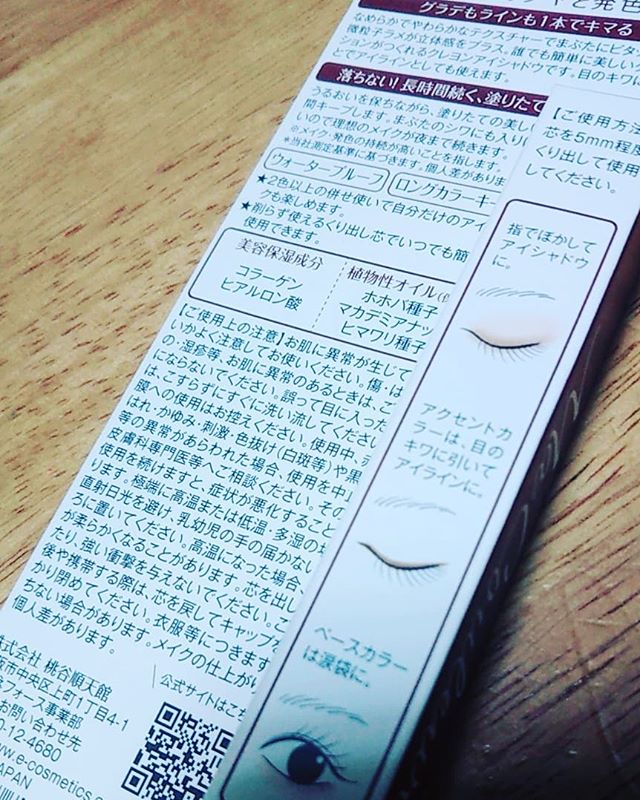 と発色
グラデもラインも1本でキマる
なめらかでやわらかなテクスチャーでまぶたにピタ
微粒子ラメが立体感をプラス。誰でも簡単に美しい
ションがつくれるクレヨンアイシャドウです。目のキワ
とでアイラインとしても使えます。
落ちない!長時間続く、塗りたて
うるおいを保ちながら、塗りたての美し
間キープします。まぶたのシワにも入り
いので理想のメイクが夜まで続きます。
※メイク・発色の持続が高いことを指します。
*当社測定基準に基づきます。個人差があります
ウォータープルーフ
ロングカラーキー
★2色以上の併せ使いで自分だけのアイ
クも楽しめます。
★削らず使えるくり出し芯でいつでも簡
使用できます。
美容保湿成分
コラーゲン
ヒアルロン酸
植物性オイル
ホホバ種子
マカデミアナッ
ヒマワリ種子
【ご使用上の注意】お肌に異常が生じて
いかよく注意してお使いください。傷・は
・湿疹等、お肌に異常のあるときは、ご
ならないでください。誤って目に入った
は、こすらずにすぐに洗い流してください
膜への使用はお控えください。使用中、赤
はれ・かゆみ・刺激・色抜け(白斑等)や黒
等の異常があらわれた場合、使用を中止
皮膚科専門医等へご相談ください。その
使用を続けますと、症状が悪化すること
ります。極端に高温または低温、多湿の場
直射日光を避け、乳幼児の手の届かない
ろに置いてください。高温になった場合
が柔らかくなることがあります。芯を出し
たり、強い衝撃を与えないでください。ご
後や携帯する際は、芯を戻してキャップを
かり閉めてください。衣服等につきます
ちない場合があります。メイクの仕上が
個人差があります。
株式会社 桃谷順天館
阪市中央区上町1丁目4-1
フォース事業部
お問い合わせ先
0-12-4680
www.e-cosmetics.c
JAPAN
公式サイトはこち
【ご使用方法
芯を5mm程度
くり出して使用
してください。
指でぼかして
アイシャドウ
に。
アクセントカ
ラーは、目の
キワに引いて
アイラインに。
ベースカラー
は涙袋に。